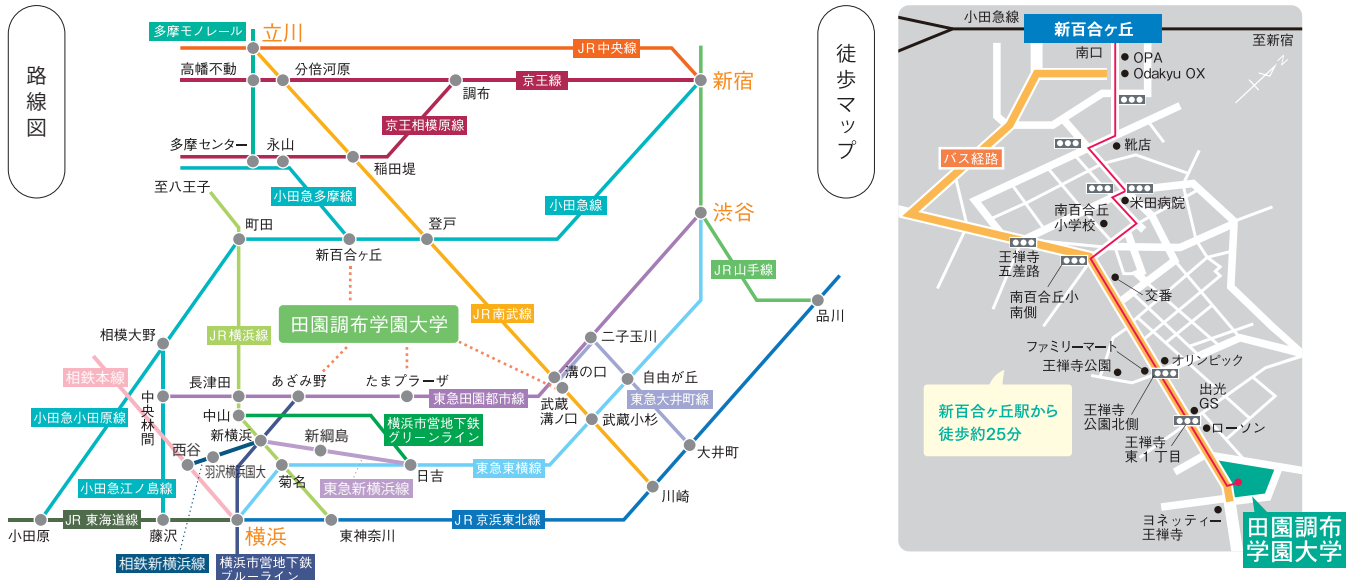 路線図
多摩モノレール
立川
JR中央線
高幡不動
分倍河原
調布
京王線
新宿
京王相模原線
多摩センター
永山
稲田堤
至八王子
小田急多摩線
小田急線
渋谷
町田
新百合ヶ丘
登戸
JR山手線
田園調布学園大学
JR南武線
品川
相模大野
JR横浜線
二子玉川
相鉄本線
長津田
あざみ野
たまプラーザ
溝の口
自由が丘
中央林間
東急田園都市線
武蔵
溝ノ口
東急大井町線
小田急小田原線
中山
横浜市営地下鉄
グリーンライン
武蔵小杉
新横浜
新綱島
大井町
西谷
羽沢横浜国大
日吉
東急東横線
小田急江ノ島線
菊名
東急新横浜線
川崎
JR 東海道線
JR 京浜東北線
小田原
藤沢
横浜
東神奈川
相鉄新横浜線
横浜市営地下鉄
ブルーライン
徒歩マップ
小田急線
新百合ヶ丘
至新宿
南口
OPA
Odakyu OX
N
靴店
バス経路
米田病院
南百合丘
小学校
王禅寺
五差路
南百合丘小
南側
交番
ファミリーマート
オリンピック
王禅寺公園
新百合ヶ丘駅から
徒歩約25分
王禅寺
公園北側
出光
GS
ローソン
王禅寺
東1丁目
ヨネッティー
王禅寺
田園調布
学園大学